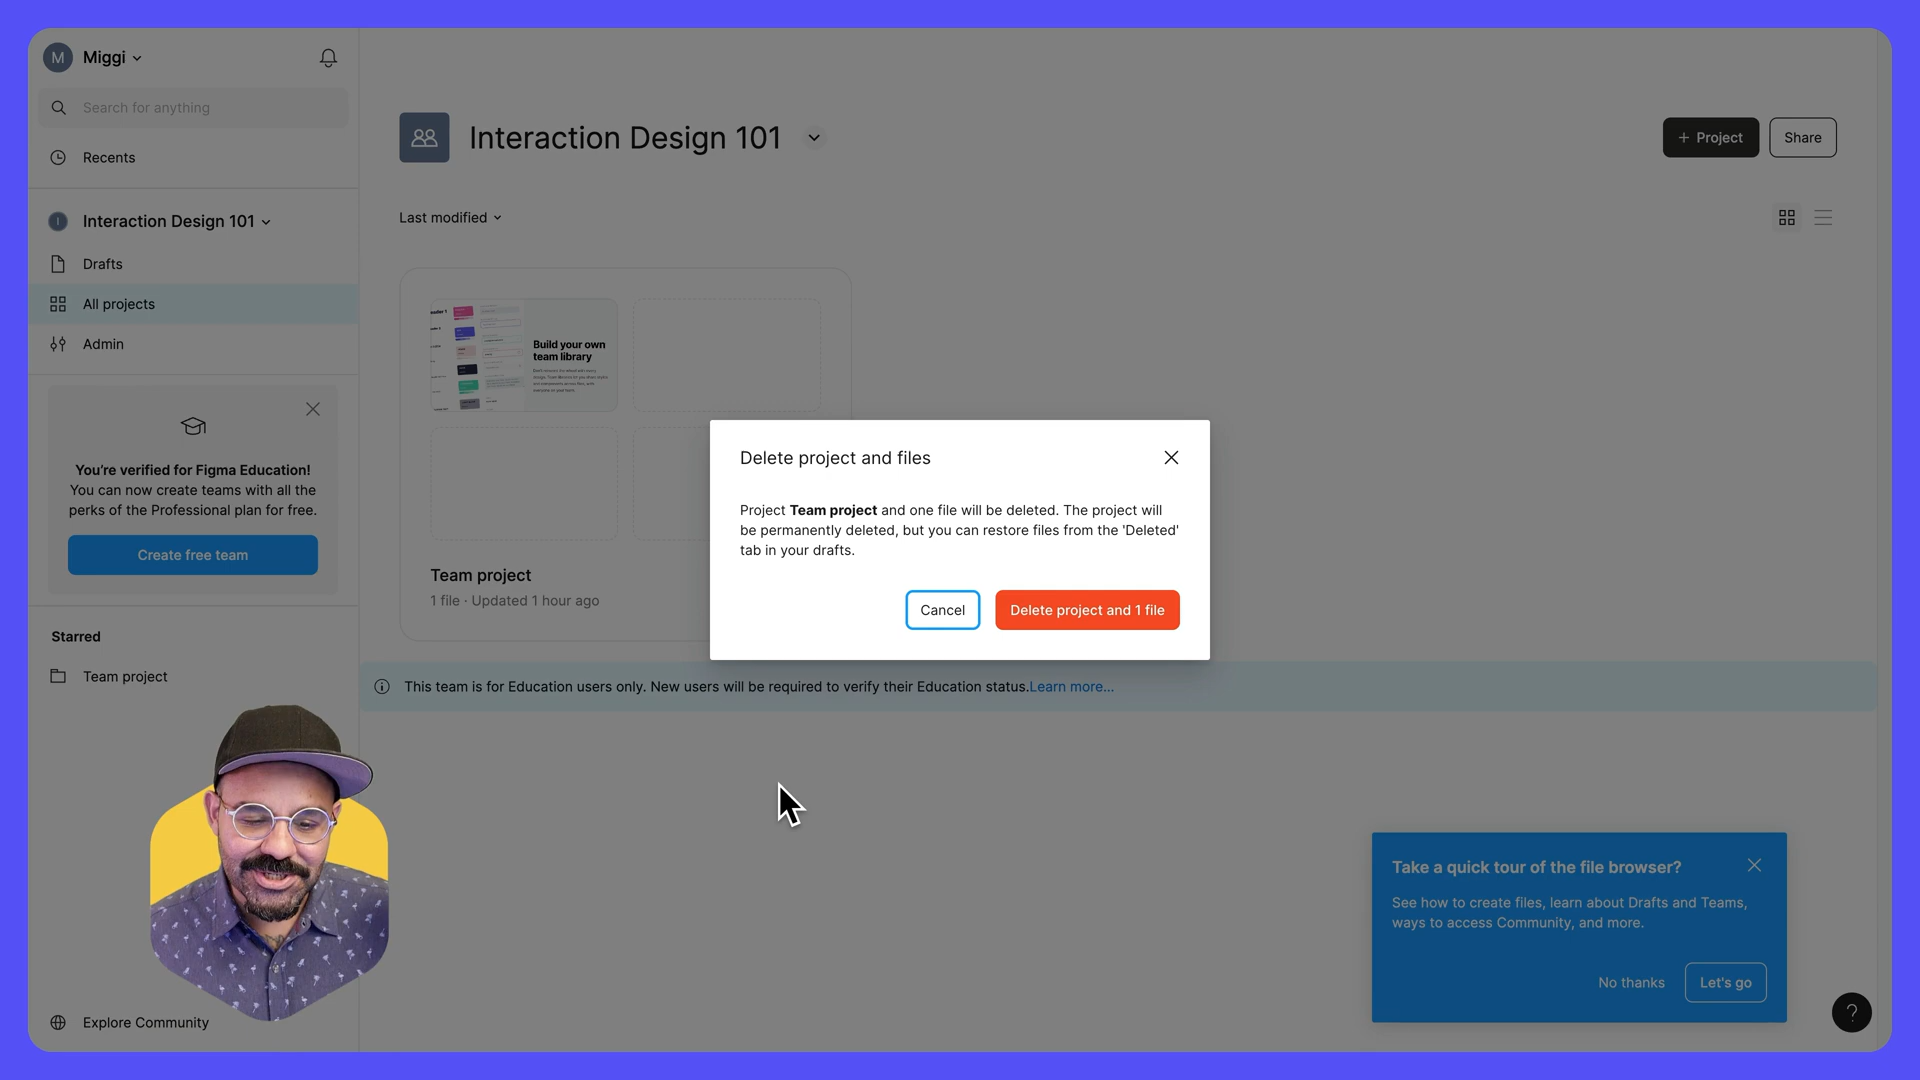 M Miggi
Search for anything
Recents
I Interaction Design 101
Drafts
All projects
Admin
You're verified for Figma Education!
You can now create teams with all the
perks of the Professional plan for free.
Create free team
Starred
Team project
Explore Community
Interaction Design 101
+ Project
Share
Last modified
Build your own
team library
Team project
1 file · Updated 1 hour ago
Delete project and files
Project Team project and one file will be deleted. The project will
be permanently deleted, but you can restore files from the 'Deleted'
tab in your drafts.
Cancel
Delete project and 1 file
This team is for Education users only. New users will be required to verify their Education status.Learn more...
Take a quick tour of the file browser?
See how to create files, learn about Drafts and Teams,
ways to access Community, and more.
No thanks
Let's go
?